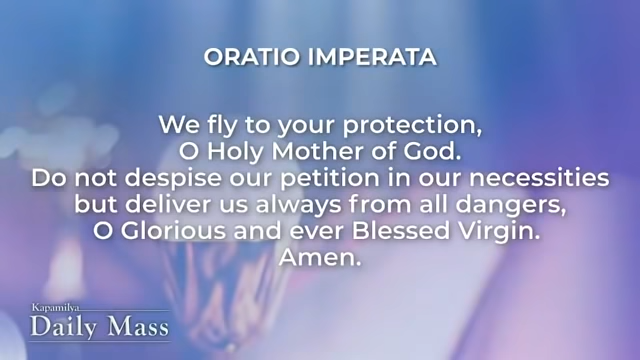 ORATIO IMPERATA
We fly to your protection,
O Holy Mother of God.
Do not despise our petition in our necessities
but deliver us always from all dangers,
O Glorious and ever Blessed Virgin.
Amen.
Kapamilya
Daily Mass